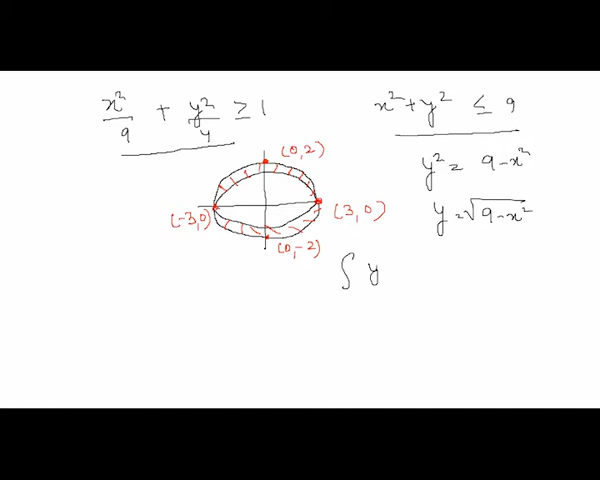 x²/9 + y²/4 ≥ 1
x² + y² ≤ 9
y² = 9 - x²
y = √9 - x²
(0, 2)
(-3, 0)
(3, 0)
(0, -2)
∫ y